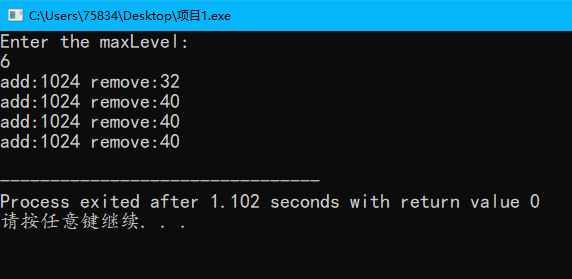 C:\Users\75834\Desktop\项目1.exe
Enter the maxLevel:
6
add:1024 remove:32
add:1024 remove:40
add:1024 remove:40
add:1024 remove:40
--------------------------------
Process exited after 1.102 seconds with return value 0
请按任意键继续. . .